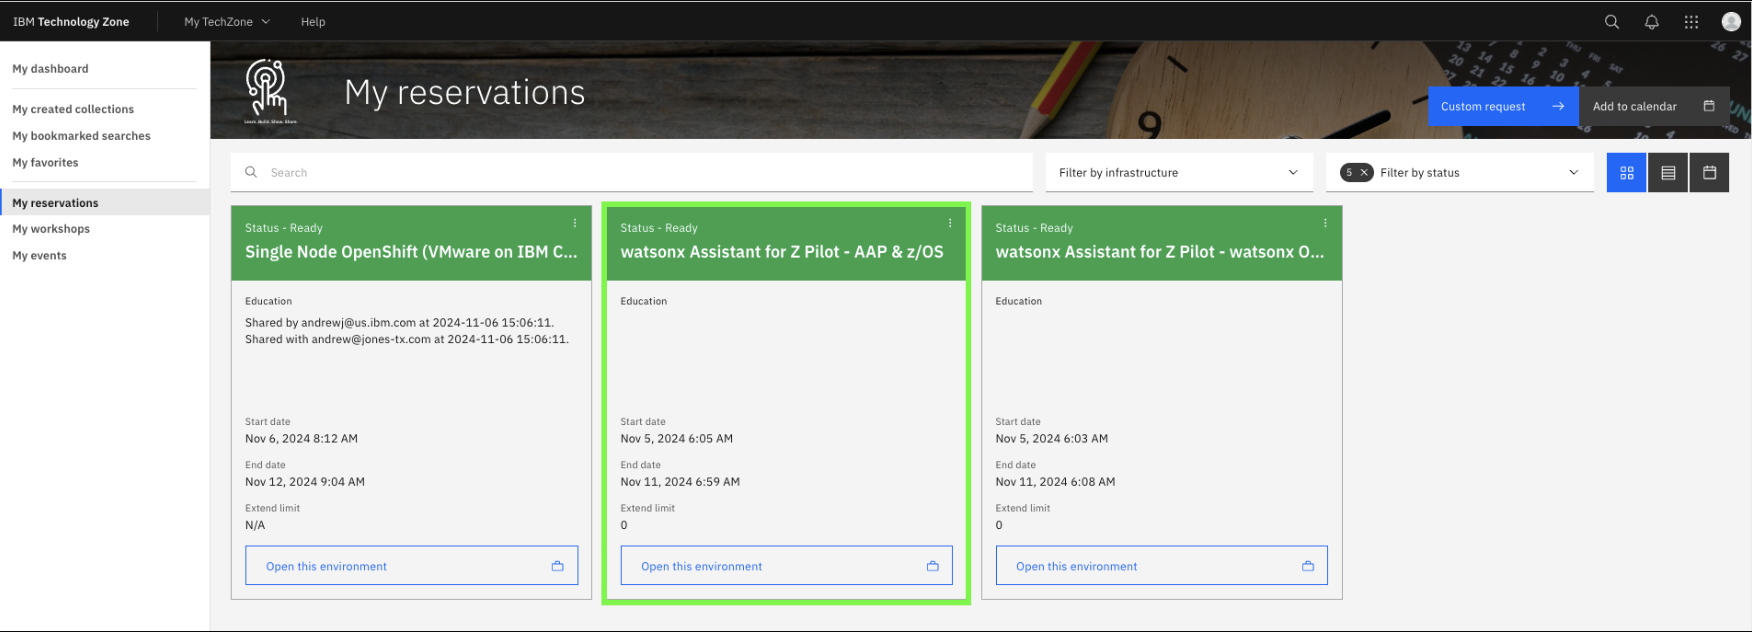 IBM Technology Zone
My TechZone
Help
My dashboard
My created collections
My bookmarked searches
My favorites
My reservations
My workshops
My events
Learn. Build. Show. Share.
My reservations
Custom request
Add to calendar
Search
Filter by infrastructure
5 × Filter by status
Status - Ready
Single Node OpenShift (VMware on IBM C...
Education
Shared by andrewj@us.ibm.com at 2024-11-06 15:06:11.
Shared with andrew@jones-tx.com at 2024-11-06 15:06:11.
Start date
Nov 6, 2024 8:12 AM
End date
Nov 12, 2024 9:04 AM
Extend limit
N/A
Open this environment
Status - Ready
watsonx Assistant for Z Pilot - AAP & z/OS
Education
Start date
Nov 5, 2024 6:05 AM
End date
Nov 11, 2024 6:59 AM
Extend limit
0
Open this environment
Status - Ready
watsonx Assistant for Z Pilot - watsonx O...
Education
Start date
Nov 5, 2024 6:03 AM
End date
Nov 11, 2024 6:08 AM
Extend limit
0
Open this environment